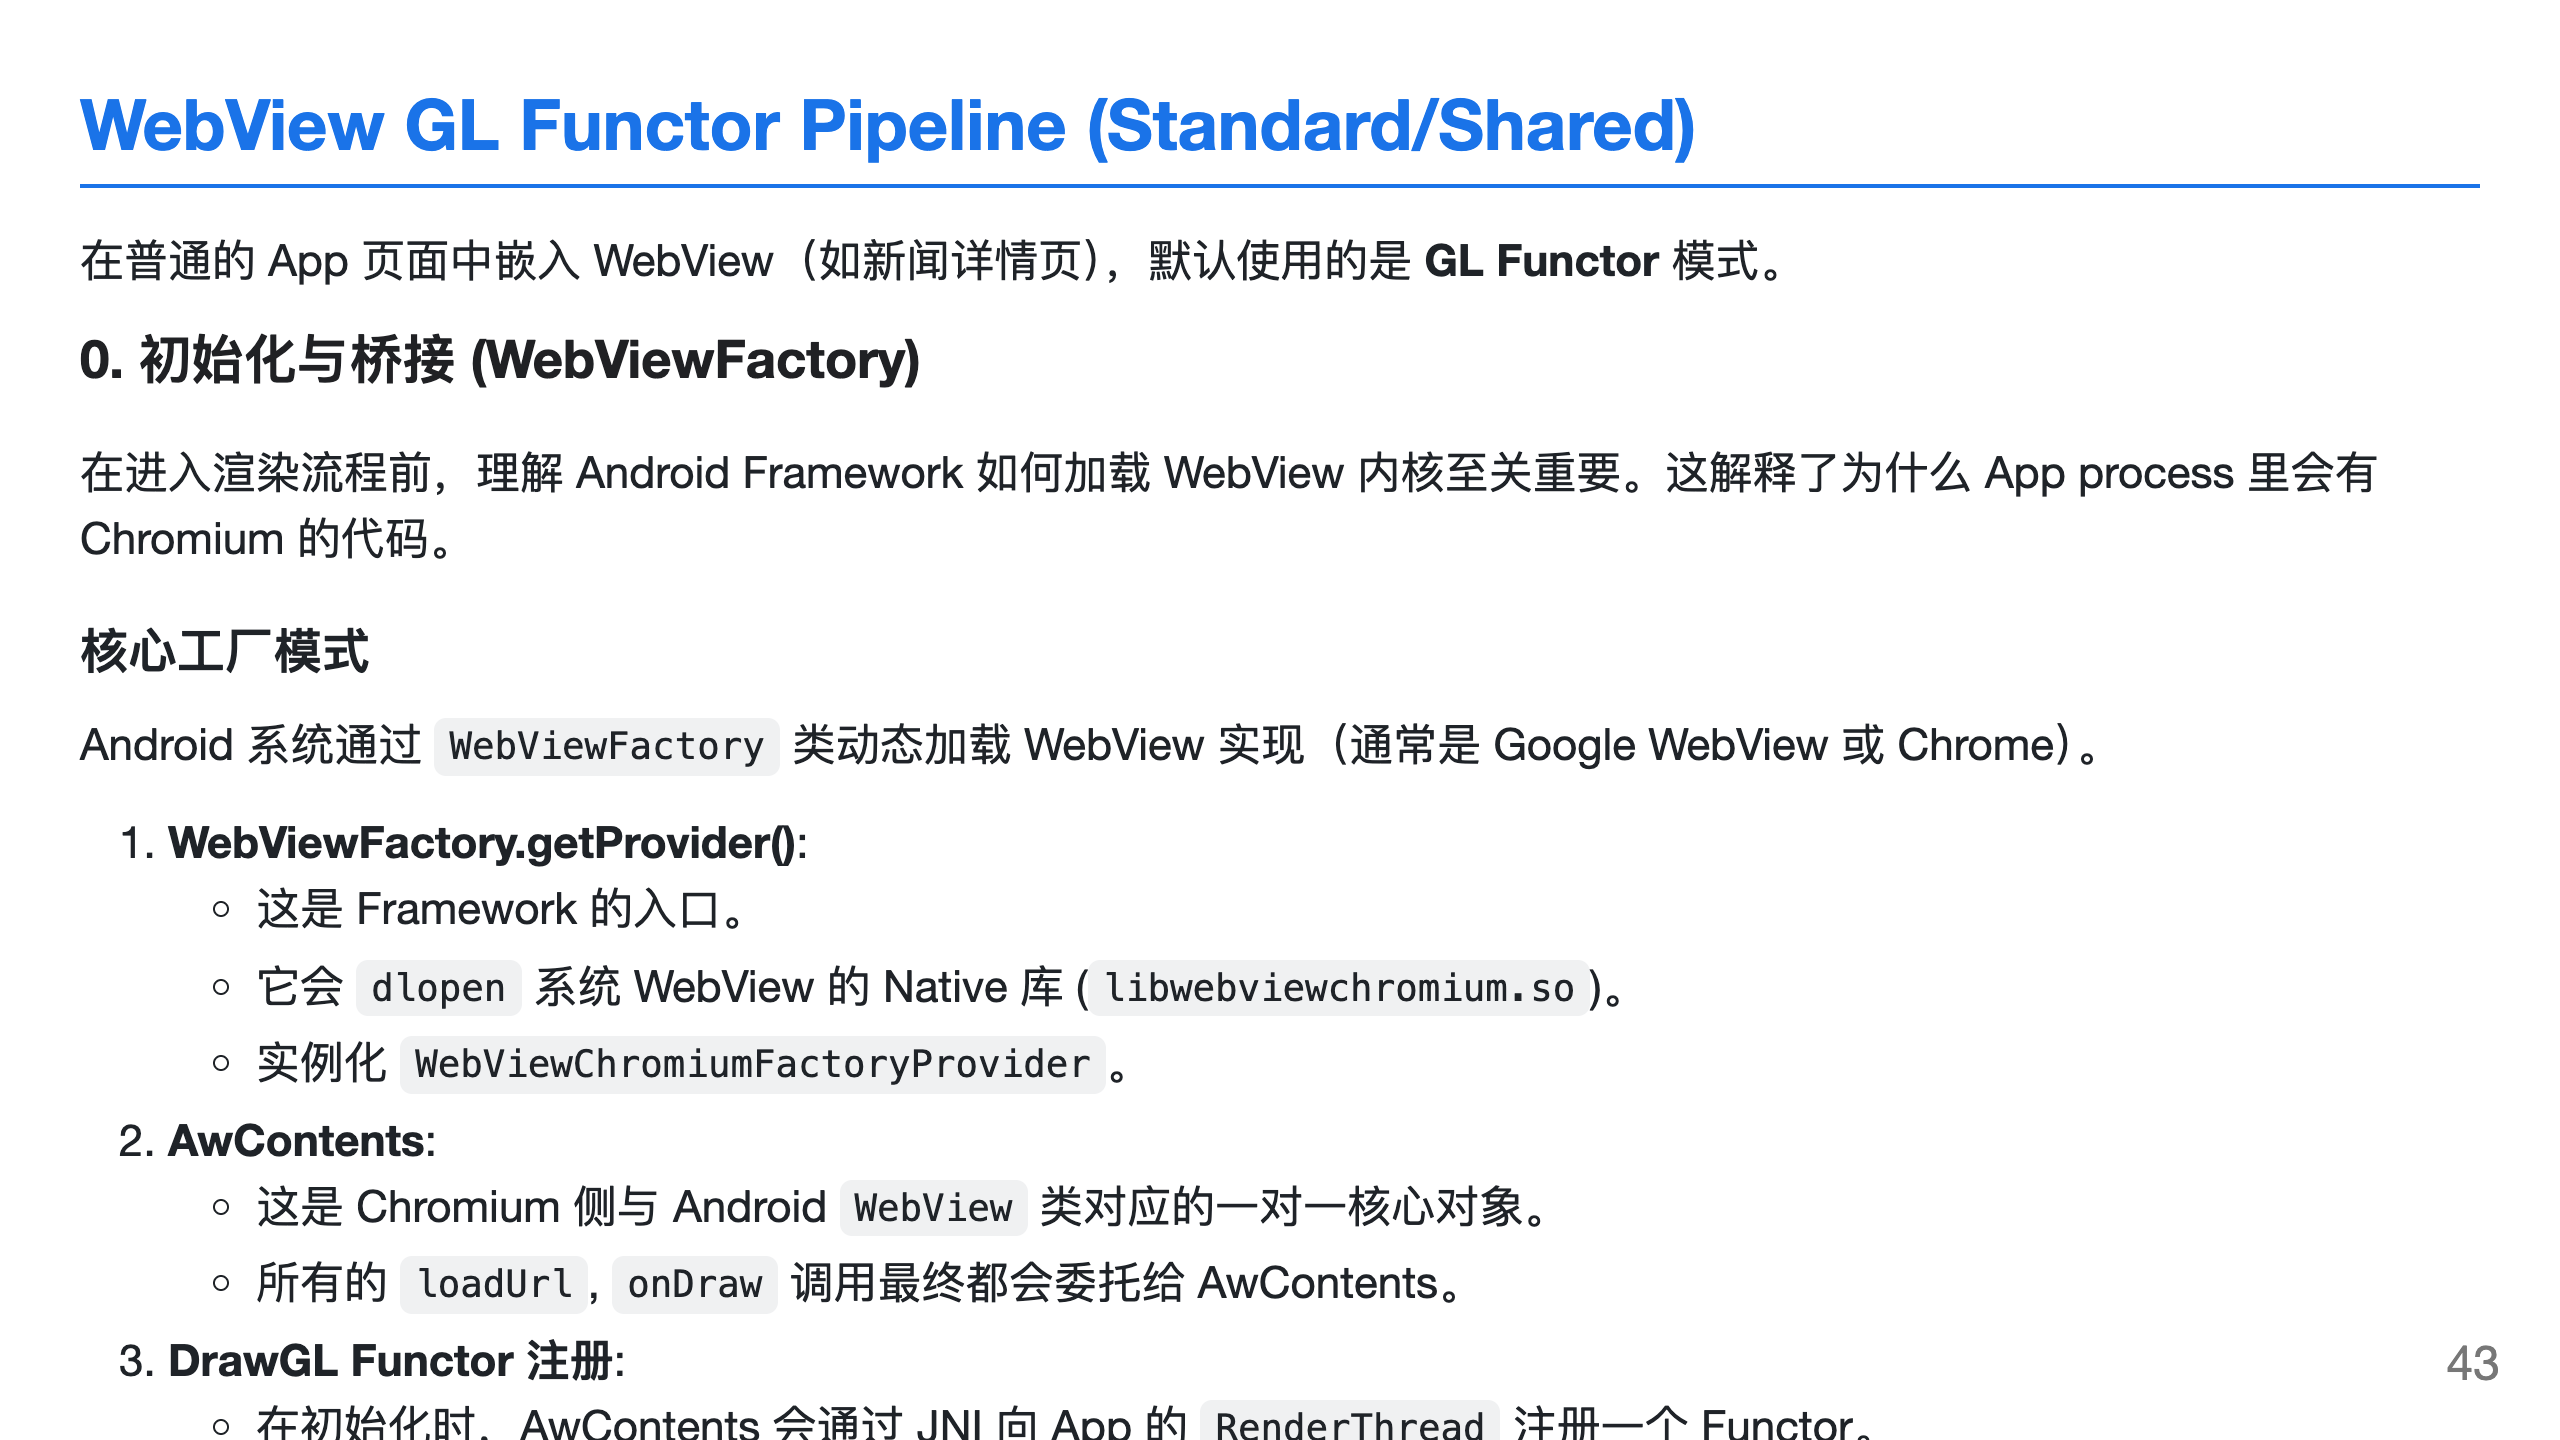 WebView GL Functor Pipeline (Standard/Shared)
在普通的 App 页面中嵌入 WebView（如新闻详情页），默认使用的是 GL Functor 模式。
0. 初始化与桥接 (WebViewFactory)
在进入渲染流程前，理解 Android Framework 如何加载 WebView 内核至关重要。这解释了为什么 App process 里会有
Chromium 的代码。
核心工厂模式
Android 系统通过 WebViewFactory 类动态加载 WebView 实现（通常是 Google WebView 或 Chrome）。
1. WebViewFactory.getProvider():
○ 这是 Framework 的入口。
○ 它会 dlopen 系统 WebView 的 Native 库 (libwebviewchromium.so)。
○ 实例化 WebViewChromiumFactoryProvider。
2. AwContents:
○ 这是 Chromium 侧与 Android WebView 类对应的一对一核心对象。
○ 所有的 loadUrl, onDraw 调用最终都会委托给 AwContents。
3. DrawGL Functor 注册:
○ 在初始化时，AwContents 会通过 JNI 向 App 的 RenderThread 注册一个 Functor。
43